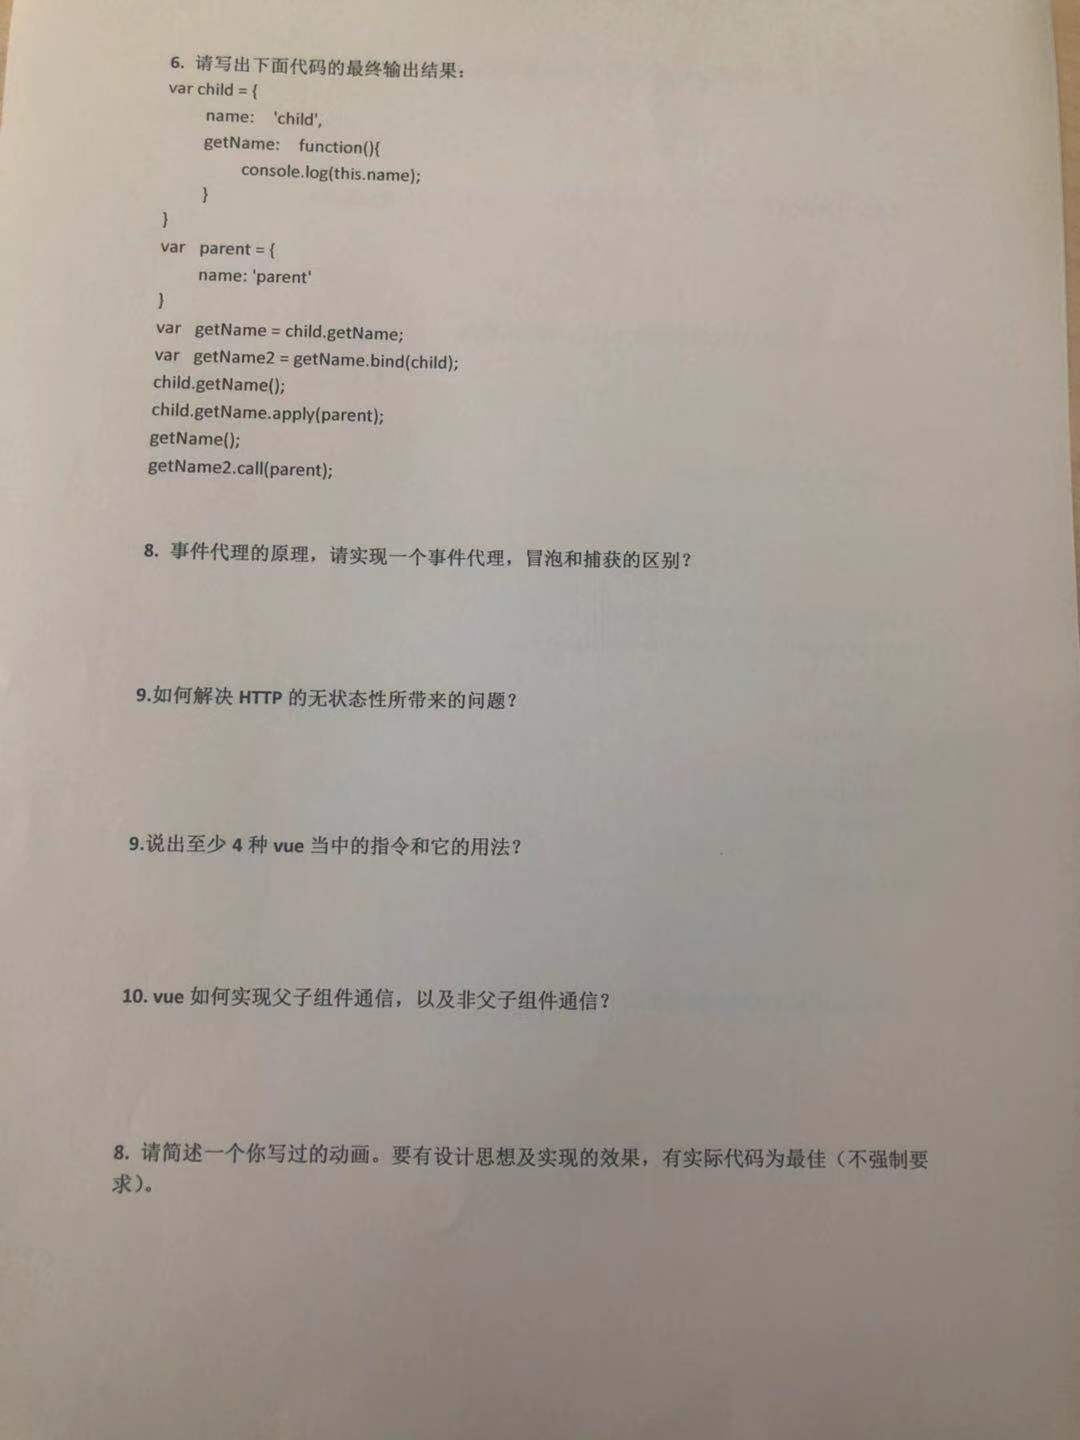 6. 请写出下面代码的最终输出结果：
var child = {
name: 'child',
getName: function(){
console.log(this.name);
}
}
var parent = {
name: 'parent'
}
var getName = child.getName;
var getName2 = getName.bind(child);
child.getName();
child.getName.apply(parent);
getName();
getName2.call(parent);
8. 事件代理的原理，请实现一个事件代理，冒泡和捕获的区别？
9.如何解决 HTTP 的无状态性所带来的问题？
9.说出至少 4 种 vue 当中的指令和它的用法？
10. vue 如何实现父子组件通信，以及非父子组件通信？
8. 请简述一个你写过的动画。要有设计思想及实现的效果，有实际代码为最佳（不强制要
求）。